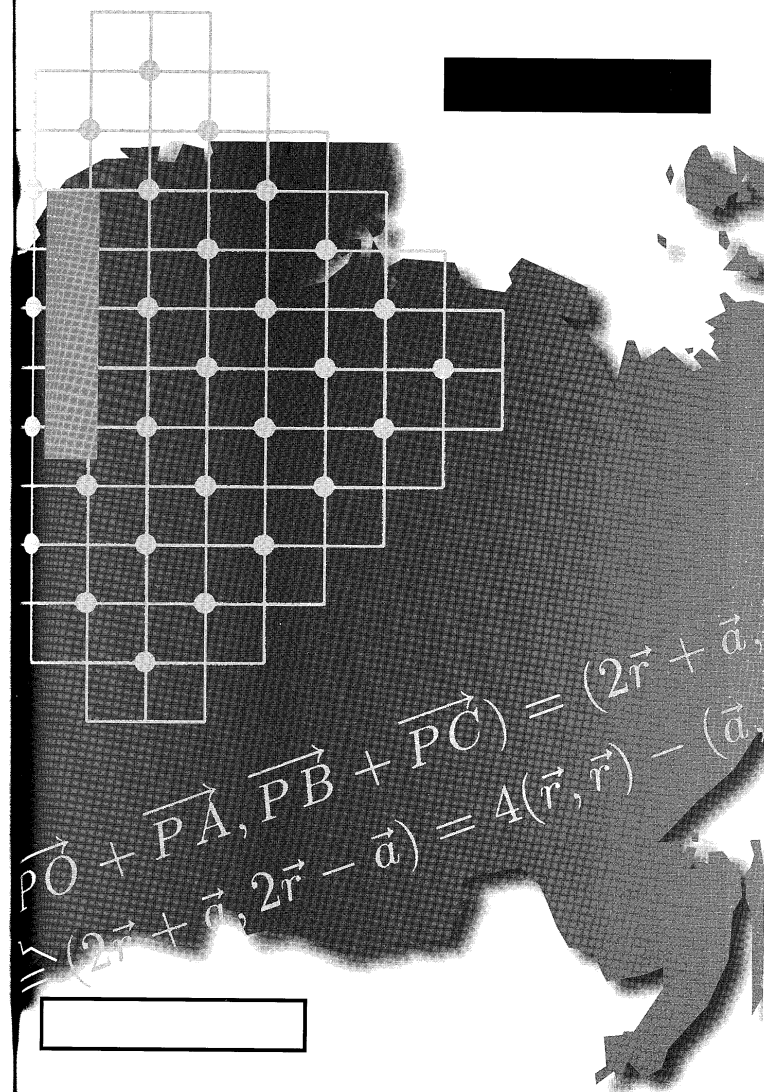 $\overrightarrow{PO} + \overrightarrow{PA}, \overrightarrow{PB} + \overrightarrow{PC}) = (2\vec{r} + \vec{a},$
$= (2\vec{r} + \vec{a}, 2\vec{r} - \vec{a}) = 4(\vec{r}, \vec{r}) - (\vec{a},$